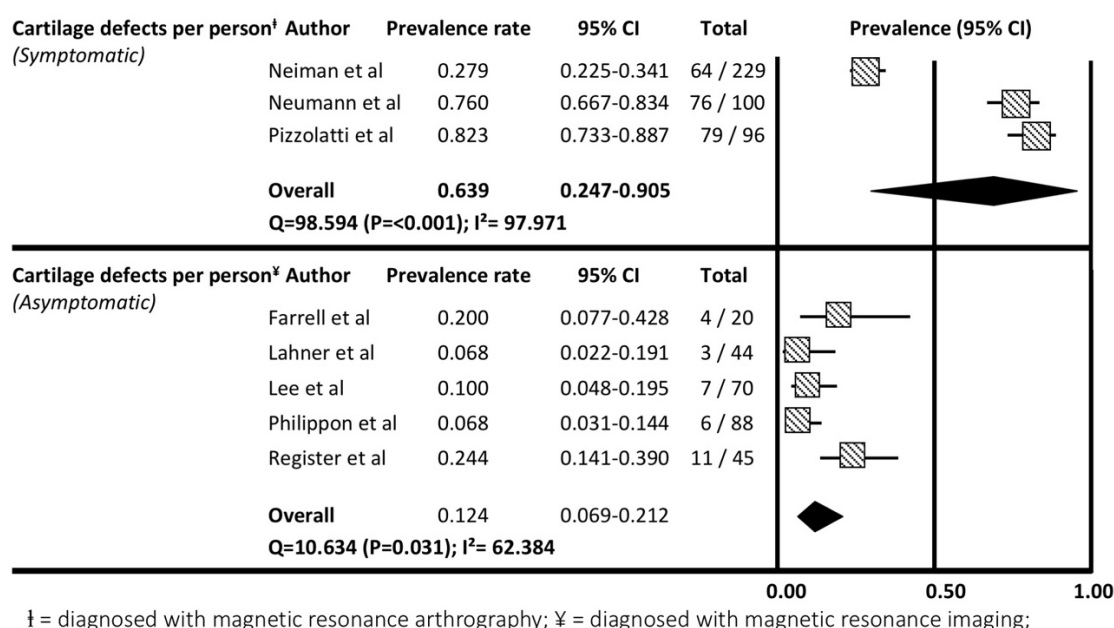 Cartilage defects per personƗ Author Prevalence rate 95% CI Total Prevalence (95% CI)
(Symptomatic)
Neiman et al 0.279 0.225-0.341 64 / 229
Neumann et al 0.760 0.667-0.834 76 / 100
Pizzolatti et al 0.823 0.733-0.887 79 / 96
Overall 0.639 0.247-0.905
Q=98.594 (P=<0.001); I²= 97.971
Cartilage defects per person¥ Author Prevalence rate 95% CI Total
(Asymptomatic)
Farrell et al 0.200 0.077-0.428 4 / 20
Lahner et al 0.068 0.022-0.191 3 / 44
Lee et al 0.100 0.048-0.195 7 / 70
Philippon et al 0.068 0.031-0.144 6 / 88
Register et al 0.244 0.141-0.390 11 / 45
Overall 0.124 0.069-0.212
Q=10.634 (P=0.031); I²= 62.384
0.00 0.50 1.00
ƚ = diagnosed with magnetic resonance arthrography; ¥ = diagnosed with magnetic resonance imaging;